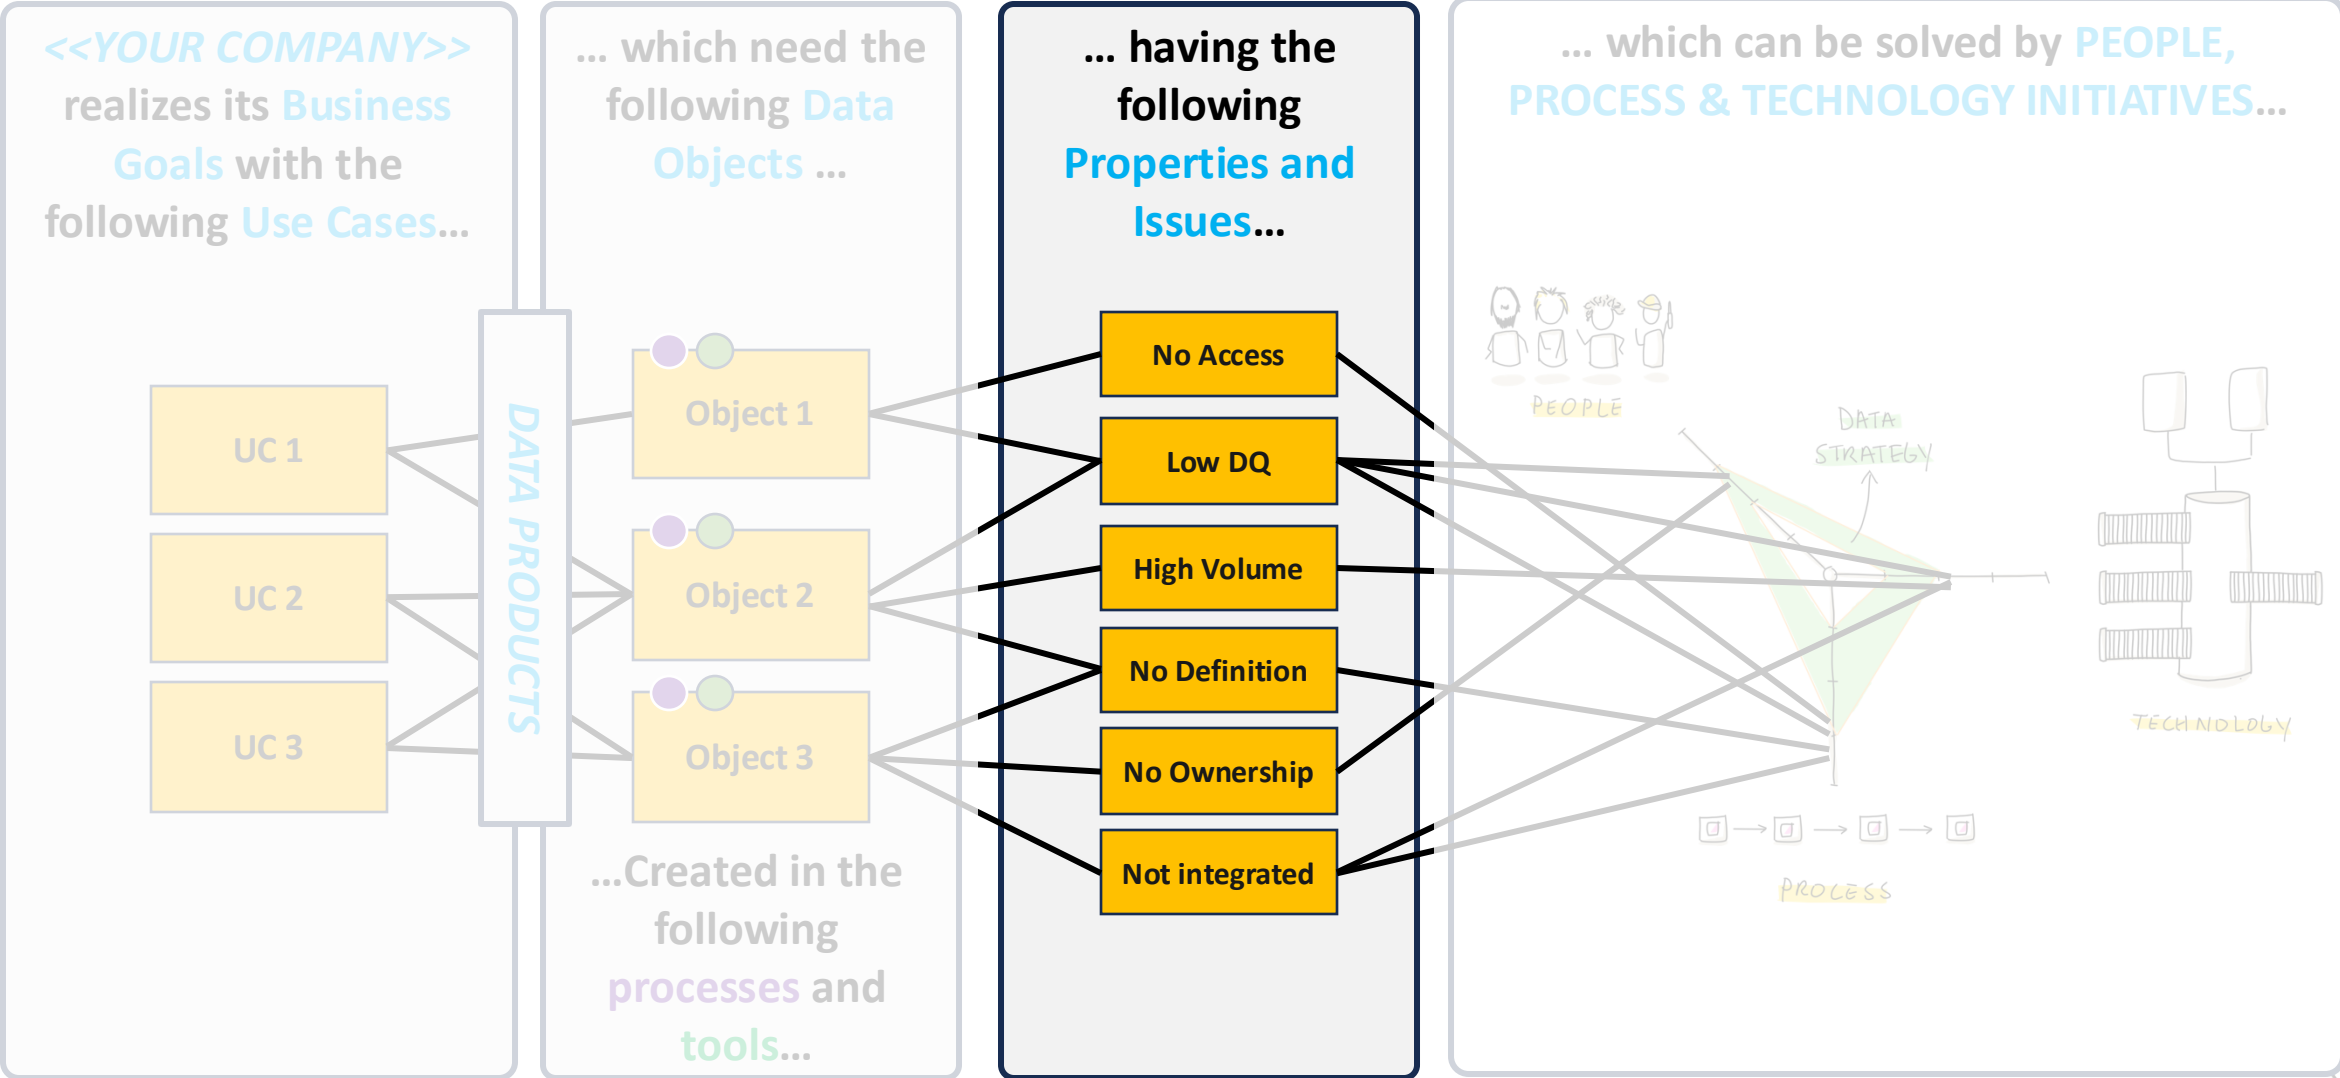 <<YOUR COMPANY>>
realizes its Business
Goals with the
following Use Cases...
UC 1
UC 2
UC 3
DATA PRODUCTS
... which need the
following Data
Objects ...
Object 1
Object 2
Object 3
...Created in the
following
processes and
tools...
... having the
following
Properties and
Issues...
No Access
Low DQ
High Volume
No Definition
No Ownership
Not integrated
... which can be solved by PEOPLE,
PROCESS & TECHNOLOGY INITIATIVES...
PEOPLE
DATA
STRATEGY
TECHNOLOGY
PROCESS